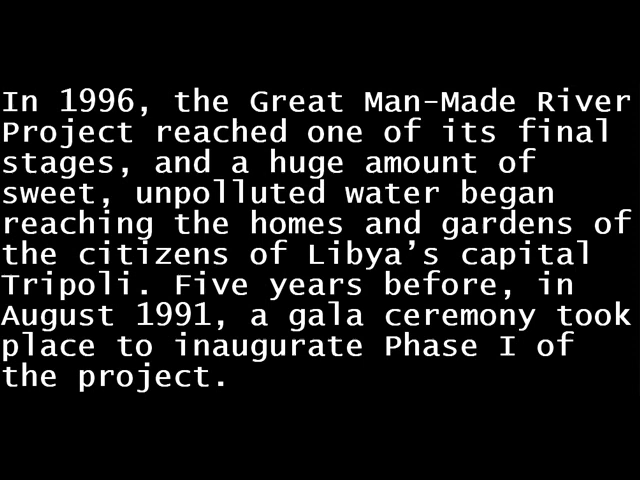 In 1996, the Great Man-Made River
Project reached one of its final
stages, and a huge amount of
sweet, unpolluted water began
reaching the homes and gardens of
the citizens of Libya’s capital
Tripoli. Five years before, in
August 1991, a gala ceremony took
place to inaugurate Phase I of
the project.